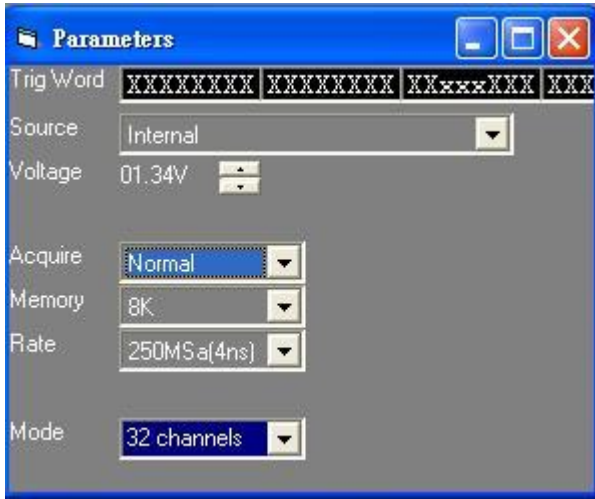 Parameters
Trig Word XXXXXXXX XXXXXXXX XXxxxXXX XXX
Source Internal
Voltage 01.34V
Acquire Normal
Memory 8K
Rate 250MSa(4ns)
Mode 32 channels